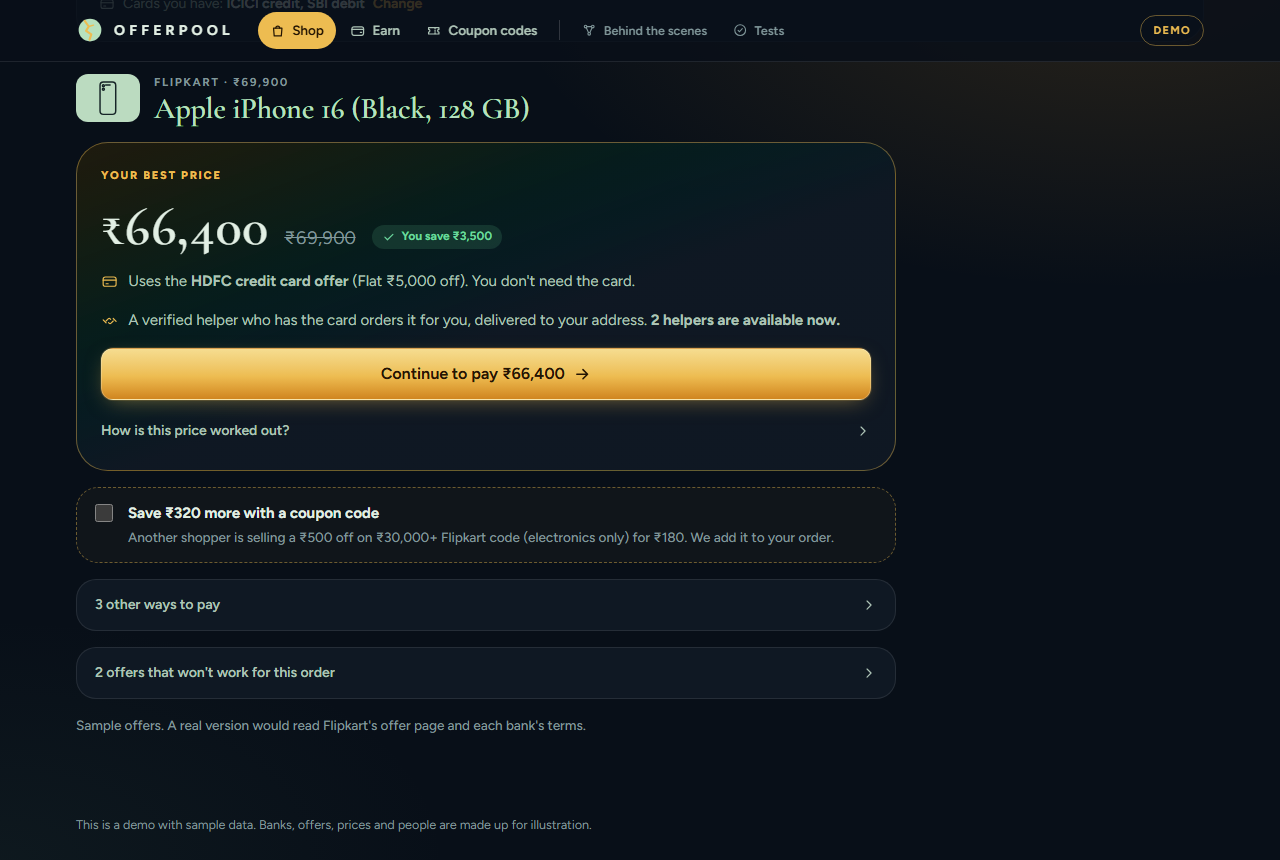 Cards you have: ICICI credit, SBI debit Change
OFFERPOOL Shop Earn Coupon codes Behind the scenes Tests DEMO
FLIPKART · ₹69,900
Apple iPhone 16 (Black, 128 GB)
YOUR BEST PRICE
₹66,400 ₹69,900 You save ₹3,500
Uses the HDFC credit card offer (Flat ₹5,000 off). You don't need the card.
A verified helper who has the card orders it for you, delivered to your address. 2 helpers are available now.
Continue to pay ₹66,400 →
How is this price worked out?
Save ₹320 more with a coupon code
Another shopper is selling a ₹500 off on ₹30,000+ Flipkart code (electronics only) for ₹180. We add it to your order.
3 other ways to pay
2 offers that won't work for this order
Sample offers. A real version would read Flipkart's offer page and each bank's terms.
This is a demo with sample data. Banks, offers, prices and people are made up for illustration.